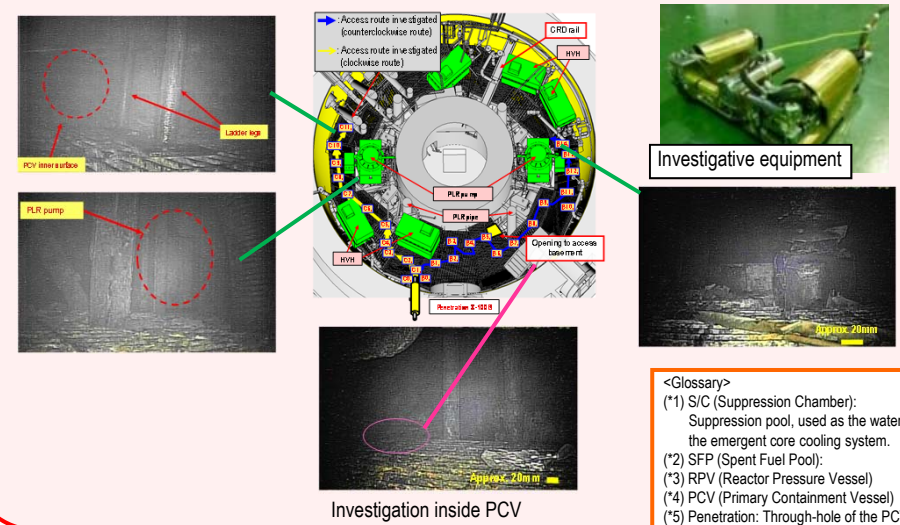 : Access route investigated
(counterclockwise route)
: Access route investigated
(clockwise route)
CRD rail
HVH
Ladder legs
PCV inner surface
PLR pump
PLR pump
PLR pipe
HVH
Opening to access
basement
Penetration X-100B
Investigative equipment
Approx. 20mm
Approx. 20mm
Investigation inside PCV
<Glossary>
(*1) S/C (Suppression Chamber):
Suppression pool, used as the water
the emergent core cooling system.
(*2) SFP (Spent Fuel Pool):
(*3) RPV (Reactor Pressure Vessel)
(*4) PCV (Primary Containment Vessel)
(*5) Penetration: Through-hole of the PC